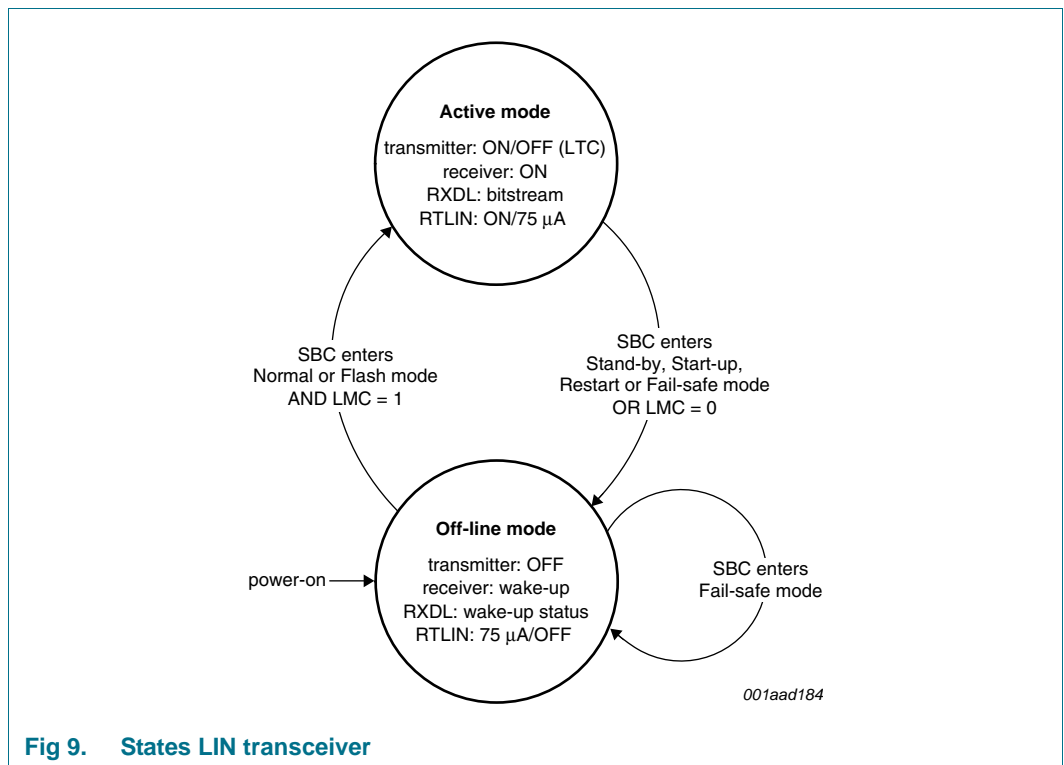 Active mode
transmitter: ON/OFF (LTC)
receiver: ON
RXDL: bitstream
RTLIN: ON/75 μA
SBC enters
Normal or Flash mode
AND LMC = 1
SBC enters
Stand-by, Start-up,
Restart or Fail-safe mode
OR LMC = 0
Off-line mode
transmitter: OFF
receiver: wake-up
RXDL: wake-up status
RTLIN: 75 μA/OFF
power-on
SBC enters
Fail-safe mode
001aad184
Fig 9. States LIN transceiver